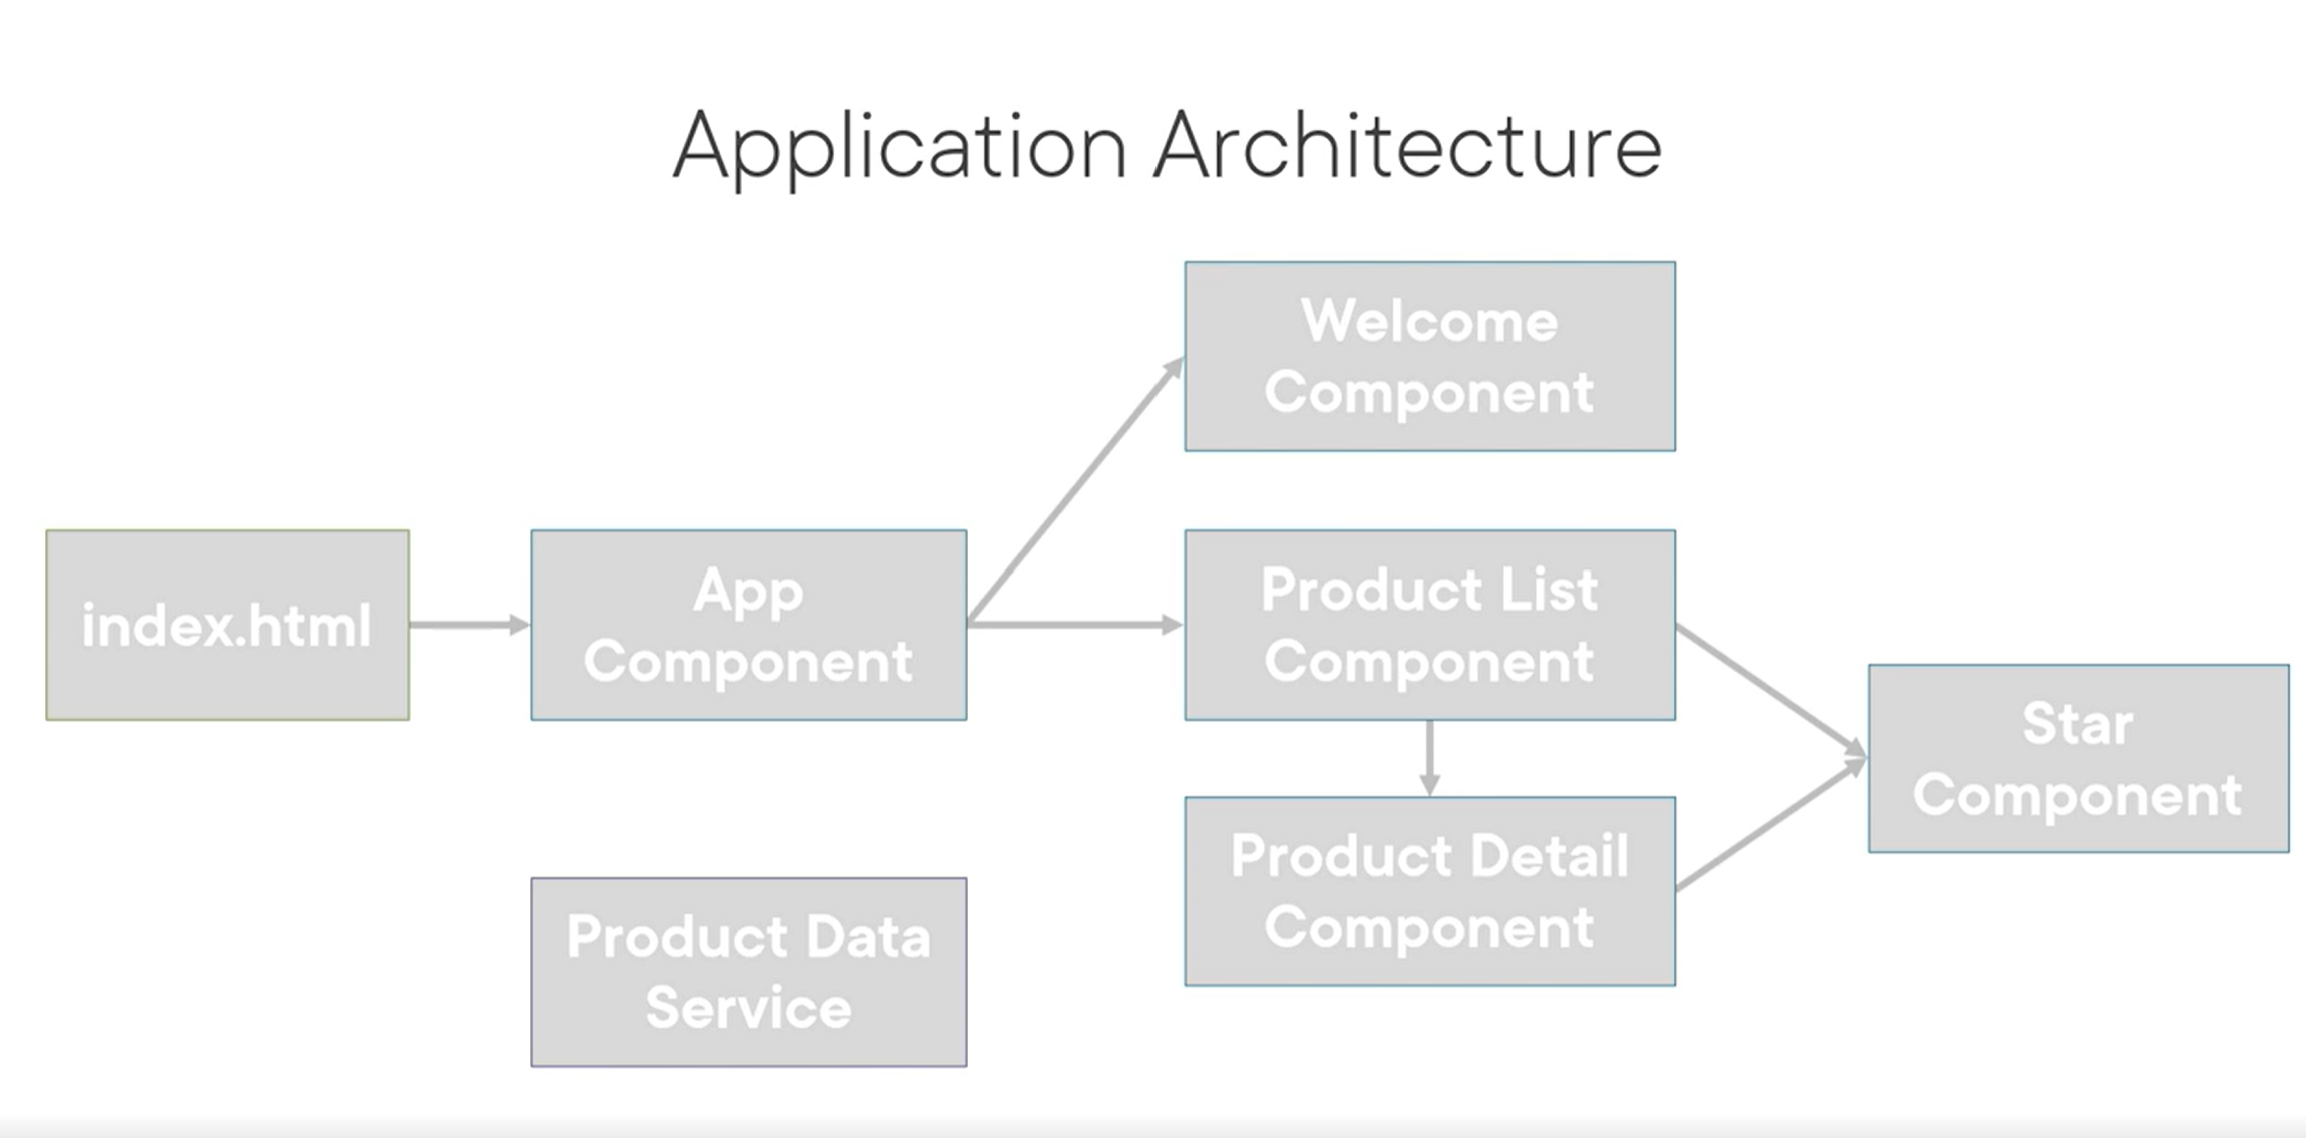 Application Architecture
Welcome
Component
index.html
App
Component
Product List
Component
Star
Component
Product Detail
Component
Product Data
Service